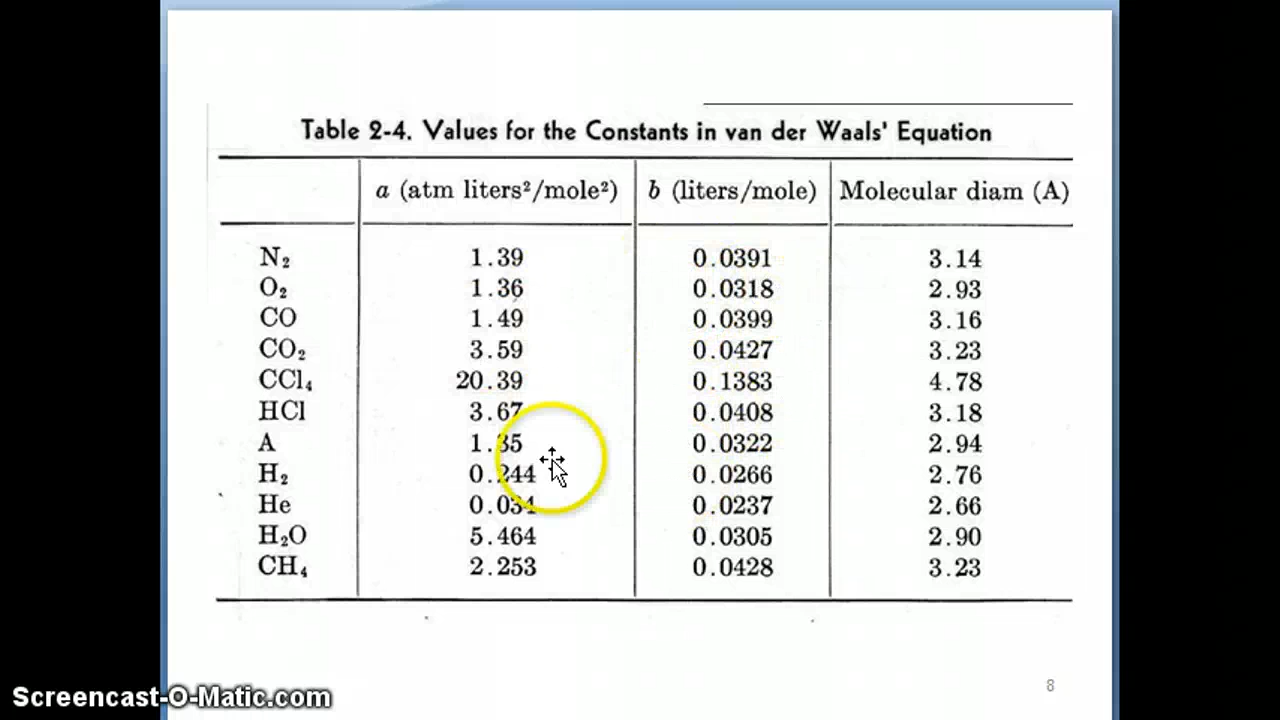 Table 2-4. Values for the Constants in van der Waals' Equation
a (atm liters²/mole²) b (liters/mole) Molecular diam (A)
N₂ 1.39 0.0391 3.14
O₂ 1.36 0.0318 2.93
CO 1.49 0.0399 3.16
CO₂ 3.59 0.0427 3.23
CCl₄ 20.39 0.1383 4.78
HCl 3.67 0.0408 3.18
A 1.35 0.0322 2.94
H₂ 0.244 0.0266 2.76
He 0.034 0.0237 2.66
H₂O 5.464 0.0305 2.90
CH₄ 2.253 0.0428 3.23
8
Screencast-O-Matic.com